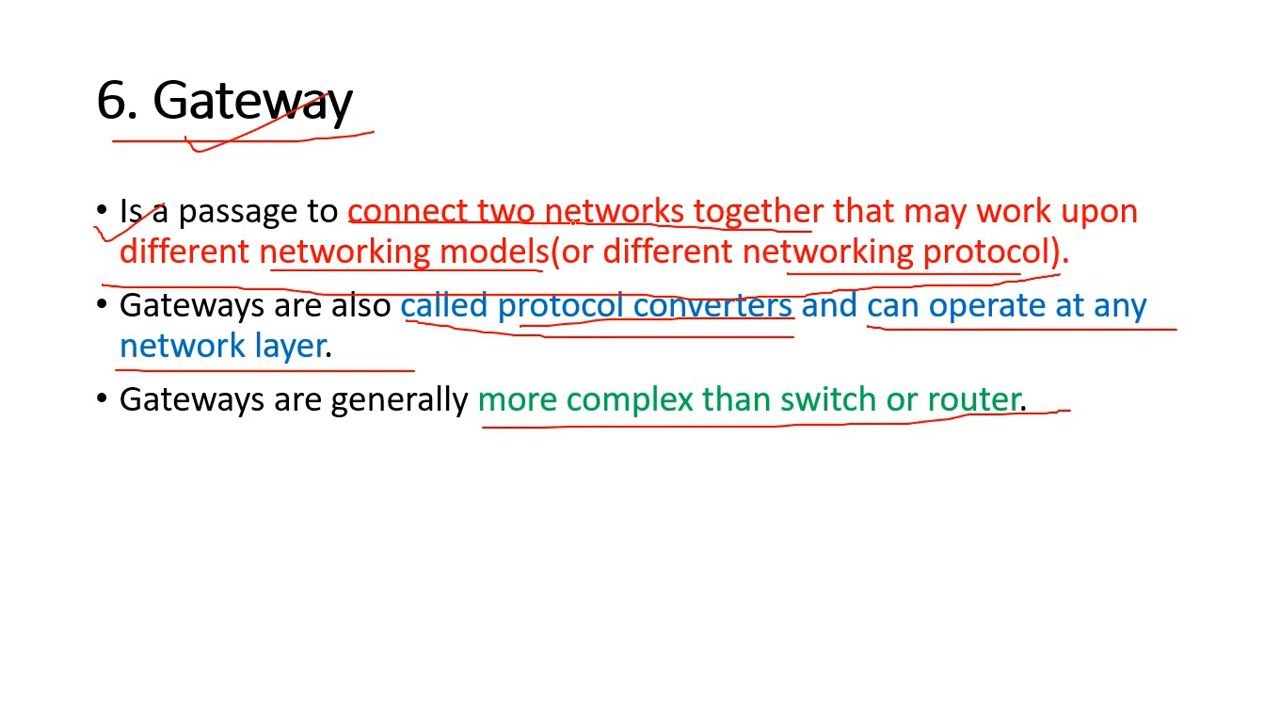 6. Gateway
• Is a passage to connect two networks together that may work upon
different networking models(or different networking protocol).
• Gateways are also called protocol converters and can operate at any
network layer.
• Gateways are generally more complex than switch or router.